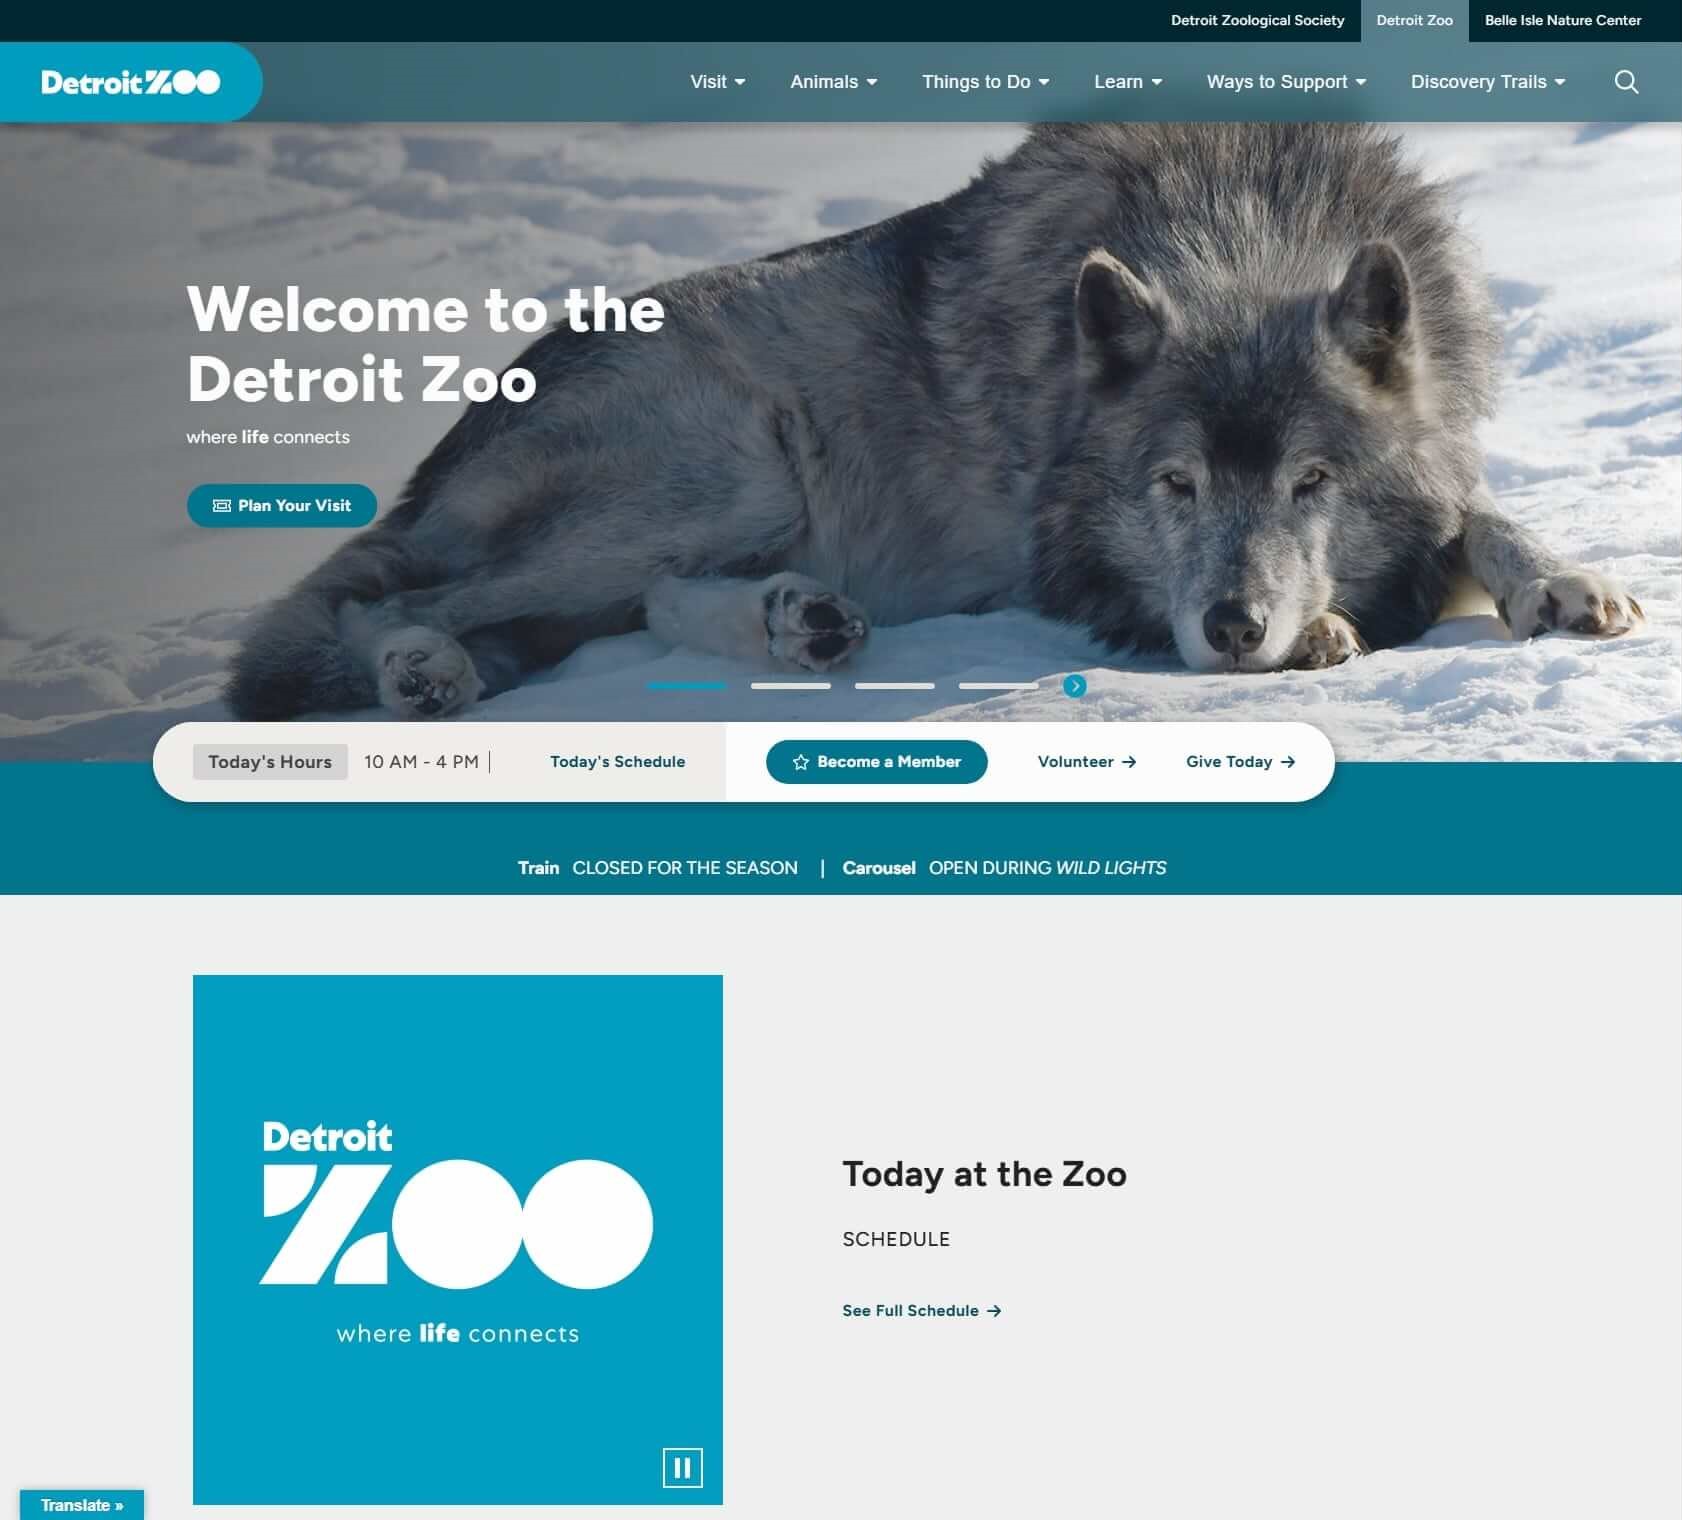 Detroit Zoological Society
Detroit Zoo
Belle Isle Nature Center
Detroit ZOO
Visit
Animals
Things to Do
Learn
Ways to Support
Discovery Trails
Welcome to the
Detroit Zoo
where life connects
Plan Your Visit
Today's Hours
10 AM - 4 PM
Today's Schedule
Become a Member
Volunteer →
Give Today →
Train CLOSED FOR THE SEASON | Carousel OPEN DURING WILD LIGHTS
Detroit
ZOO
where life connects
Today at the Zoo
SCHEDULE
See Full Schedule →
Translate »